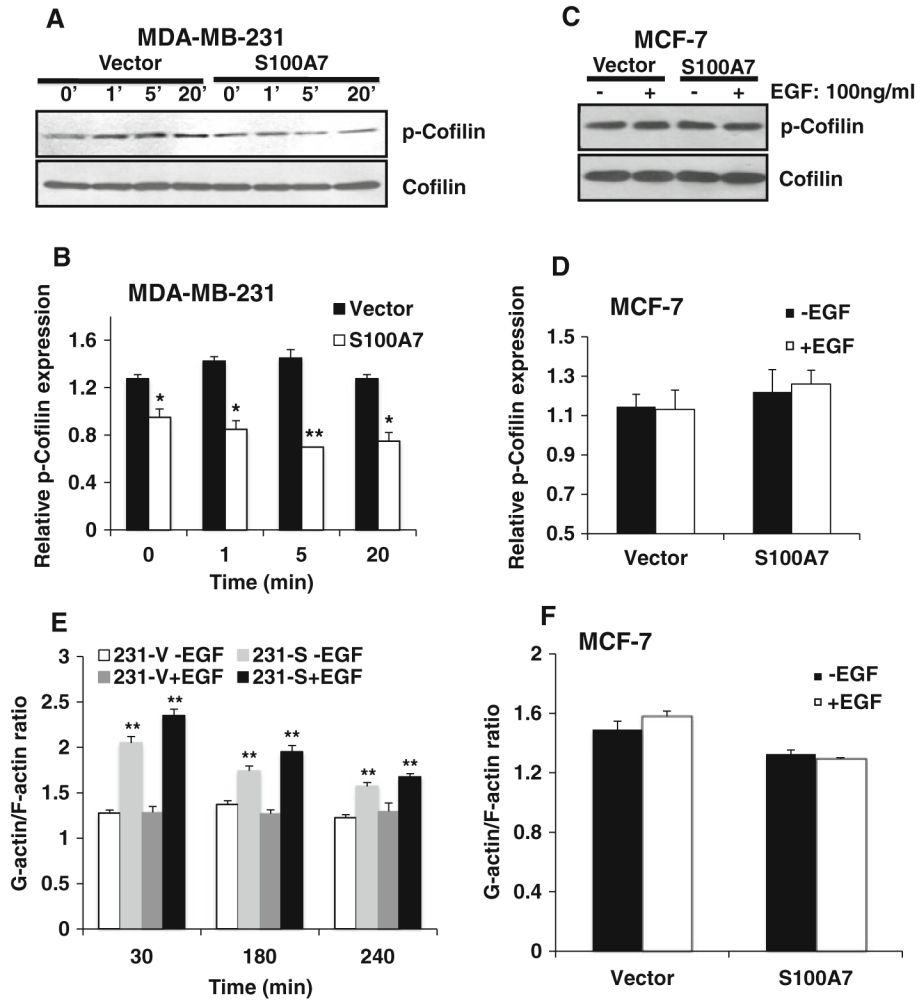 A
MDA-MB-231
Vector S100A7
0’ 1’ 5’ 20’ 0’ 1’ 5’ 20’
p-Cofilin
Cofilin
C
MCF-7
Vector S100A7
- + - + EGF: 100ng/ml
p-Cofilin
Cofilin
B
MDA-MB-231
Vector
S100A7
Relative p-Cofilin expression
1.6
1.2
0.8
0.4
0
* * ** *
0 1 5 20
Time (min)
D
MCF-7
-EGF
+EGF
Relative p-Cofilin expression
1.5
1.3
1.1
0.9
0.7
0.5
Vector S100A7
E
231-V -EGF 231-S -EGF
231-V+EGF 231-S+EGF
G-actin/F-actin ratio
3
2.5
2
1.5
1
0.5
0
** ** ** ** ** **
30 180 240
Time (min)
F
MCF-7
-EGF
+EGF
G-actin/F-actin ratio
2
1.6
1.2
0.8
0.4
0
Vector S100A7